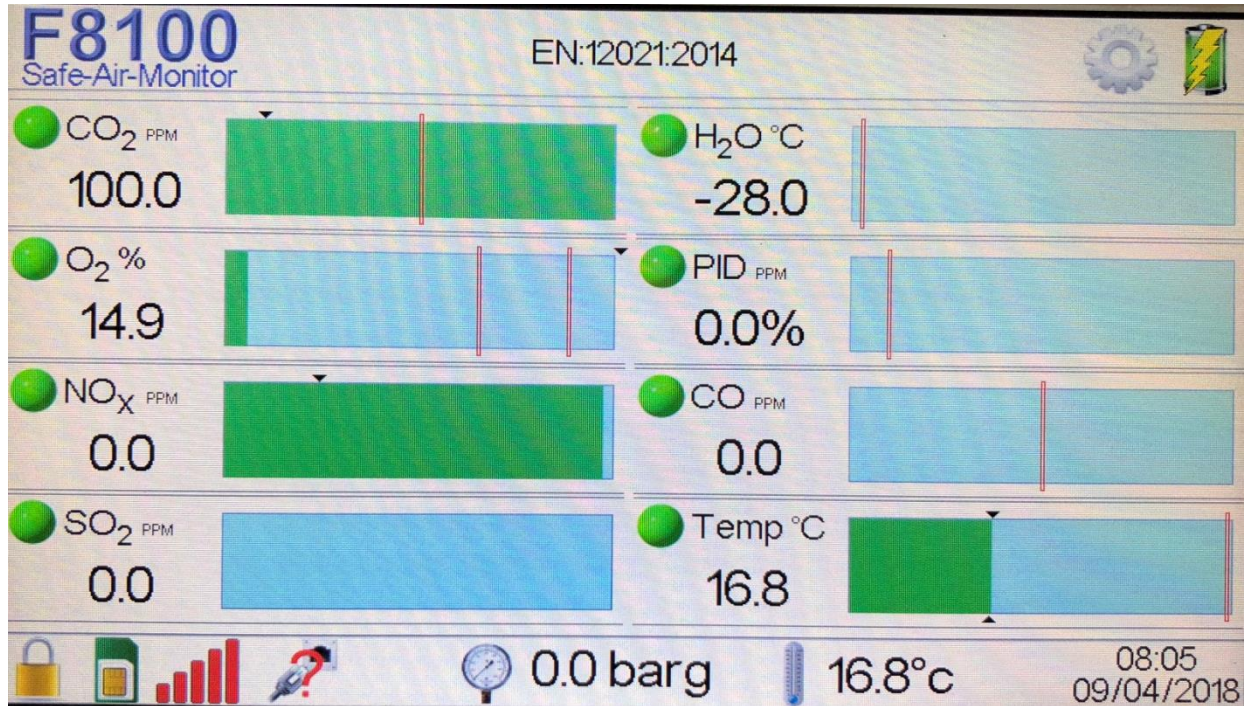 F8100
Safe-Air-Monitor
EN:12021:2014
CO₂ PPM
100.0
H₂O °C
-28.0
O₂ %
14.9
PID PPM
0.0%
NOX PPM
0.0
CO PPM
0.0
SO₂ PPM
0.0
Temp °C
16.8
?
0.0 barg
16.8°c
08:05
09/04/2018